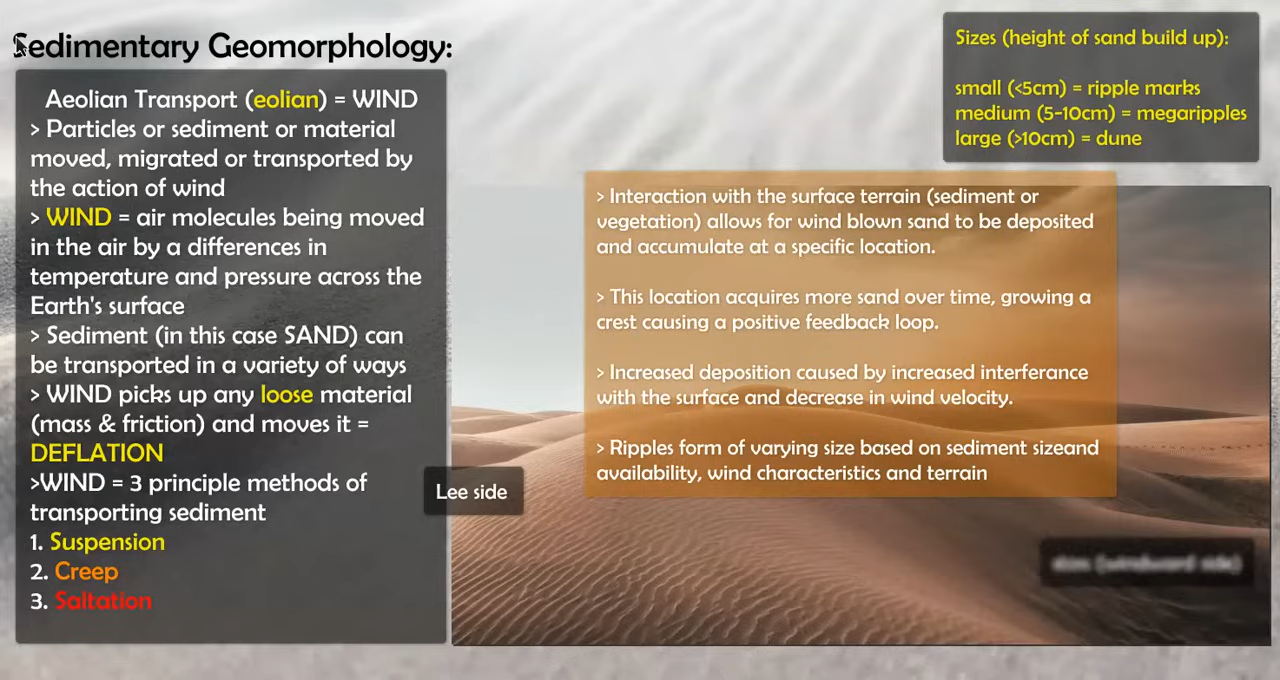 Sedimentary Geomorphology:
Aeolian Transport (eolian) = WIND
> Particles or sediment or material
moved, migrated or transported by
the action of wind
> WIND = air molecules being moved
in the air by a differences in
temperature and pressure across the
Earth's surface
> Sediment (in this case SAND) can
be transported in a variety of ways
> WIND picks up any loose material
(mass & friction) and moves it =
DEFLATION
>WIND = 3 principle methods of
transporting sediment
1. Suspension
2. Creep
3. Saltation
Sizes (height of sand build up):
small (<5cm) = ripple marks
medium (5-10cm) = megaripples
large (>10cm) = dune
> Interaction with the surface terrain (sediment or
vegetation) allows for wind blown sand to be deposited
and accumulate at a specific location.
> This location acquires more sand over time, growing a
crest causing a positive feedback loop.
> Increased deposition caused by increased interferance
with the surface and decrease in wind velocity.
> Ripples form of varying size based on sediment sizeand
availability, wind characteristics and terrain
Lee side
(windward side)